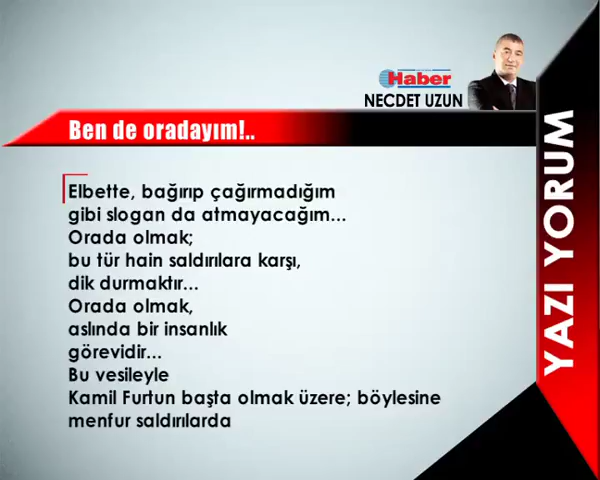 Haber
NECDET UZUN
Ben de oradayım!..
Elbette, bağırıp çağırmadığım
gibi slogan da atmayacağım...
Orada olmak;
bu tür hain saldırılara karşı,
dik durmaktır...
Orada olmak,
aslında bir insanlık
görevidir...
Bu vesileyle
Kamil Furtun başta olmak üzere; böylesine
menfur saldırılarda
YAZI YORUM